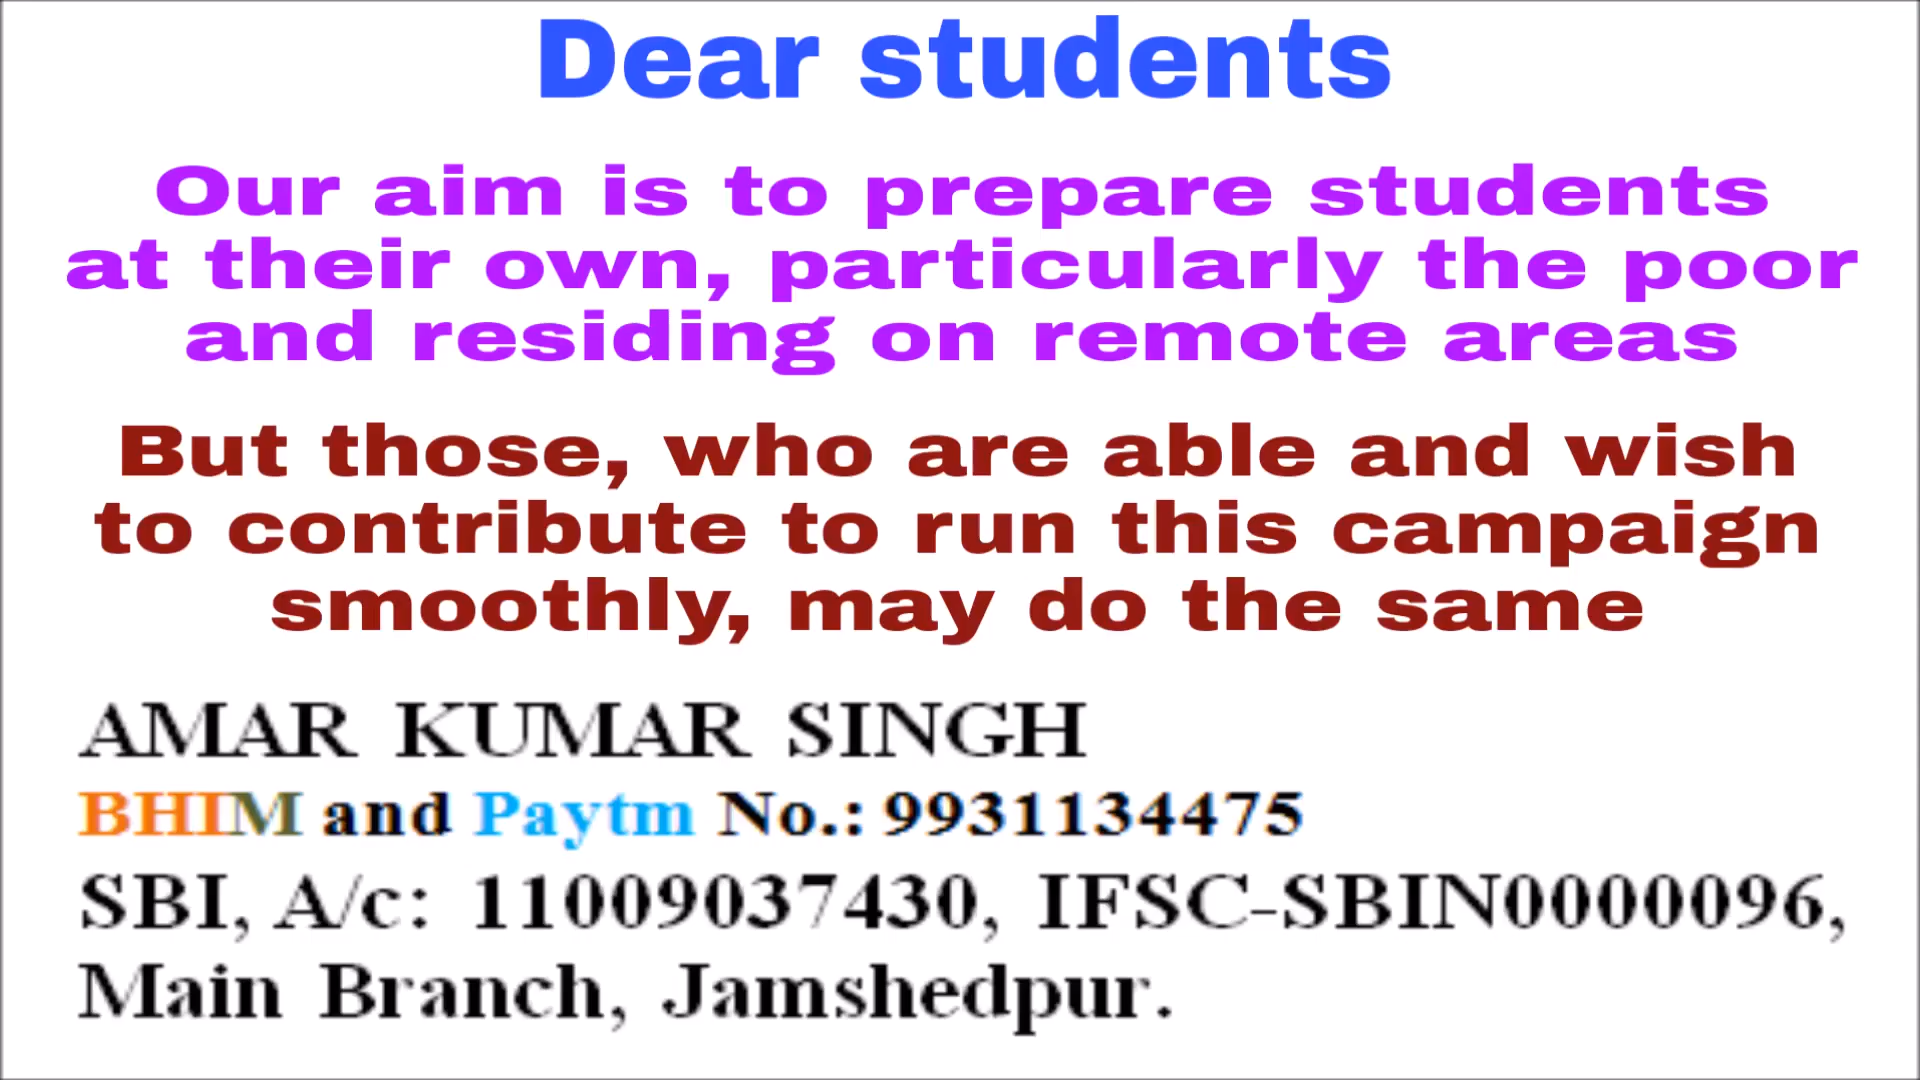 Dear students
Our aim is to prepare students
at their own, particularly the poor
and residing on remote areas
But those, who are able and wish
to contribute to run this campaign
smoothly, may do the same
AMAR KUMAR SINGH
BHIM and Paytm No.: 9931134475
SBI, A/c: 11009037430, IFSC-SBIN0000096,
Main Branch, Jamshedpur.